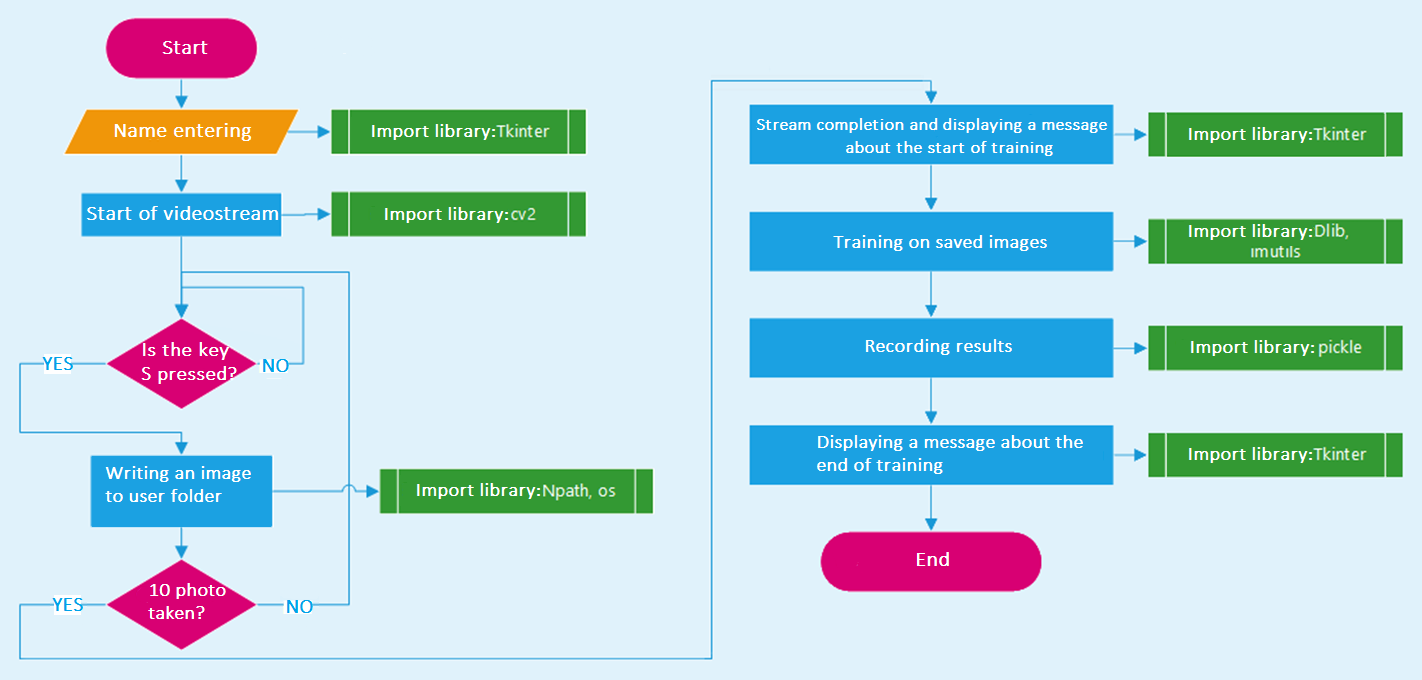 Start
Name entering
Import library:Tkinter
Start of videostream
Import library:cv2
Is the key
S pressed?
YES
NO
Writing an image
to user folder
Import library:Npath, os
10 photo
taken?
YES
NO
Stream completion and displaying a message
about the start of training
Import library:Tkinter
Training on saved images
Import library:Dlib,
imutils
Recording results
Import library: pickle
Displaying a message about the
end of training
Import library:Tkinter
End